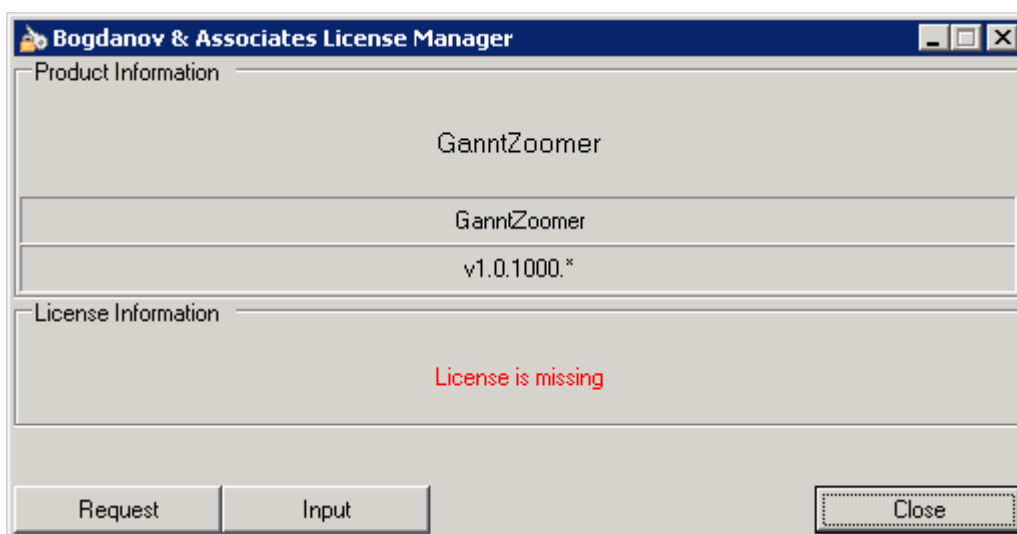 Bogdanov & Associates License Manager
Product Information
GanntZoomer
GanntZoomer
v1.0.1000.*
License Information
License is missing
Request Input Close